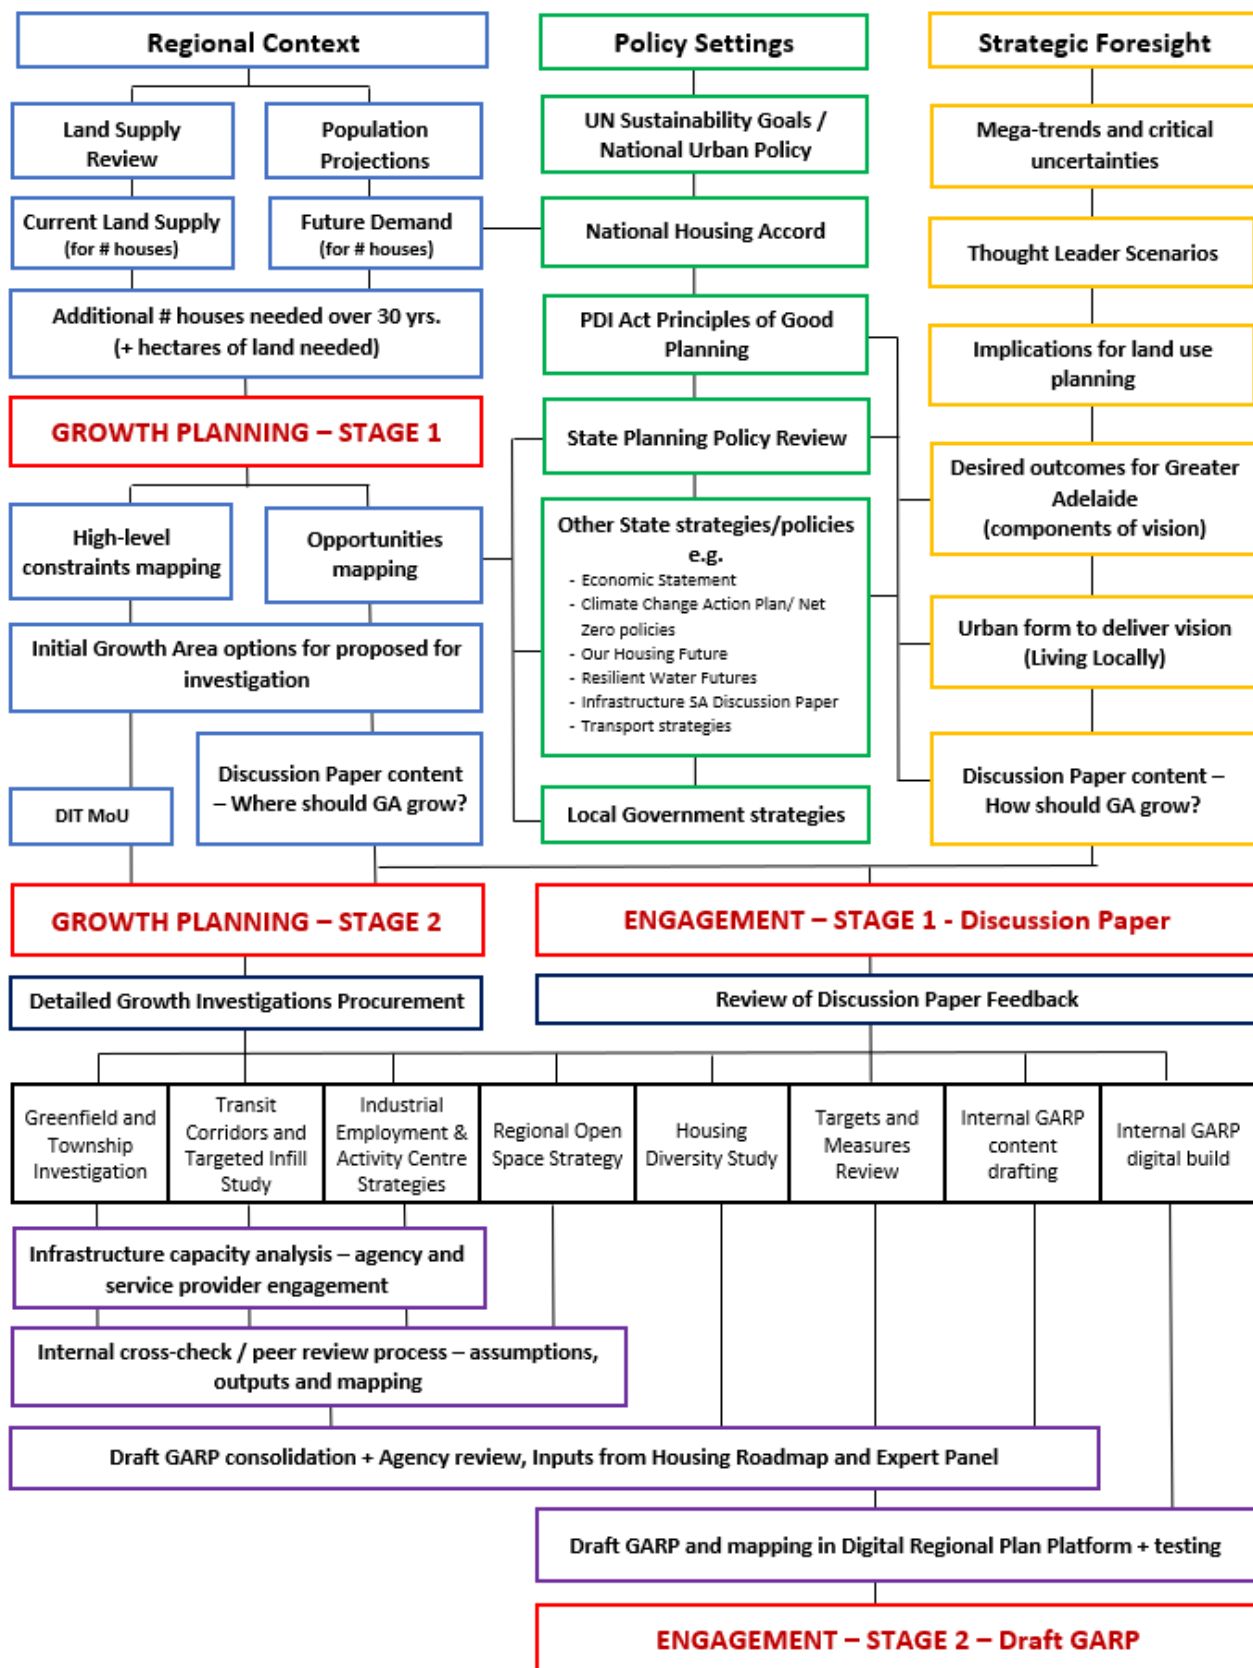 Regional Context
Policy Settings
Strategic Foresight
Land Supply
Review
Population
Projections
UN Sustainability Goals /
National Urban Policy
Mega-trends and critical
uncertainties
Current Land Supply
(for # houses)
Future Demand
(for # houses)
National Housing Accord
Thought Leader Scenarios
Additional # houses needed over 30 yrs.
(+ hectares of land needed)
PDI Act Principles of Good
Planning
Implications for land use
planning
GROWTH PLANNING – STAGE 1
State Planning Policy Review
Desired outcomes for Greater
Adelaide
(components of vision)
High-level
constraints mapping
Opportunities
mapping
Other State strategies/policies
e.g.
- Economic Statement
- Climate Change Action Plan/ Net
Zero policies
- Our Housing Future
- Resilient Water Futures
- Infrastructure SA Discussion Paper
- Transport strategies
Initial Growth Area options for proposed for
investigation
Urban form to deliver vision
(Living Locally)
DIT MoU
Discussion Paper content
– Where should GA grow?
Local Government strategies
Discussion Paper content –
How should GA grow?
GROWTH PLANNING – STAGE 2
ENGAGEMENT – STAGE 1 - Discussion Paper
Detailed Growth Investigations Procurement
Review of Discussion Paper Feedback
Greenfield and
Township
Investigation
Transit
Corridors and
Targeted Infill
Study
Industrial
Employment &
Activity Centre
Strategies
Regional Open
Space Strategy
Housing
Diversity Study
Targets and
Measures
Review
Internal GARP
content
drafting
Internal GARP
digital build
Infrastructure capacity analysis – agency and
service provider engagement
Internal cross-check / peer review process – assumptions,
outputs and mapping
Draft GARP consolidation + Agency review, Inputs from Housing Roadmap and Expert Panel
Draft GARP and mapping in Digital Regional Plan Platform + testing
ENGAGEMENT – STAGE 2 – Draft GARP